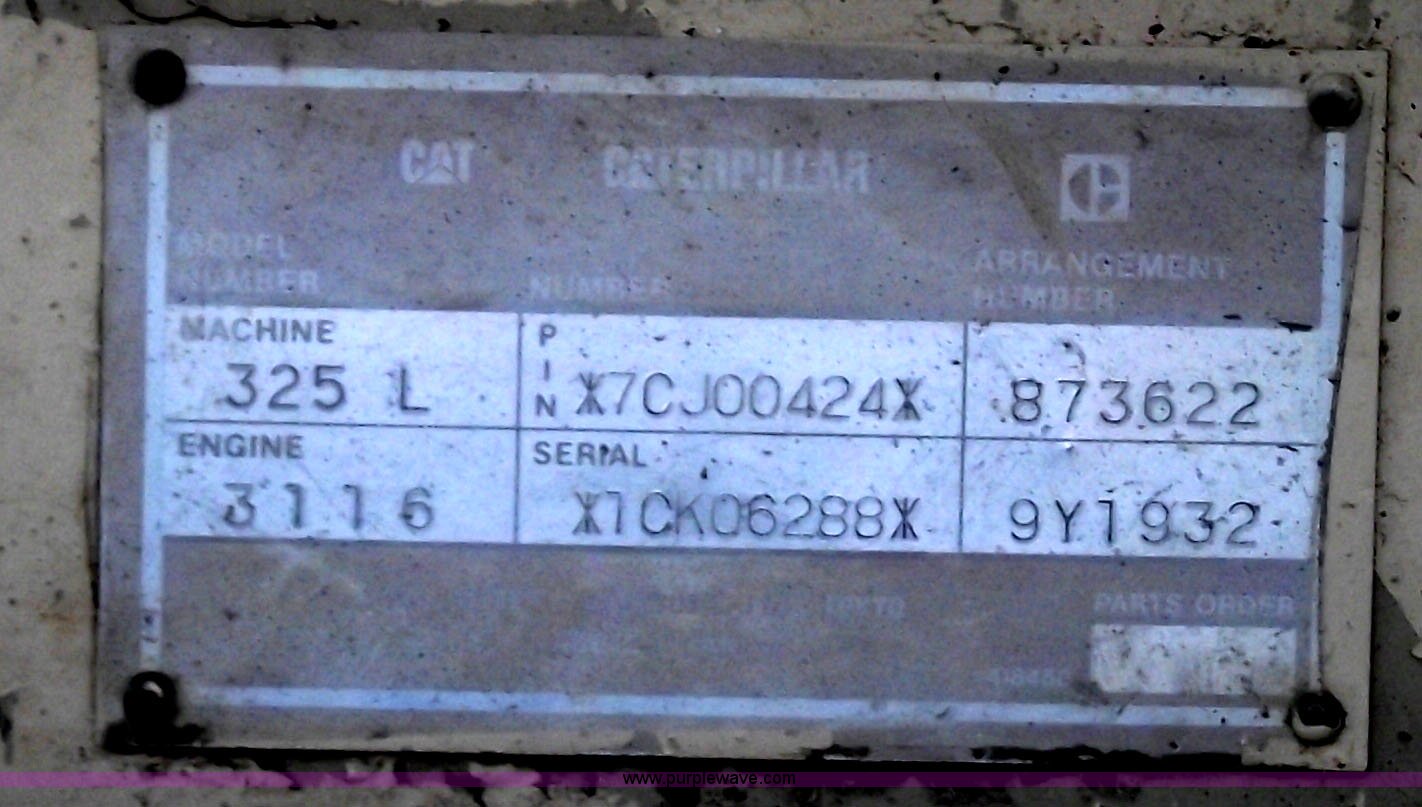 CAT CATERPILLAR
MODEL NUMBER
NUMBER
ARRANGEMENT NUMBER
MACHINE
325 L
PIN
*7CJ00424*
873622
ENGINE
3116
SERIAL
*1CK06288*
9Y1932
PARTS ORDER
www.purplewave.com